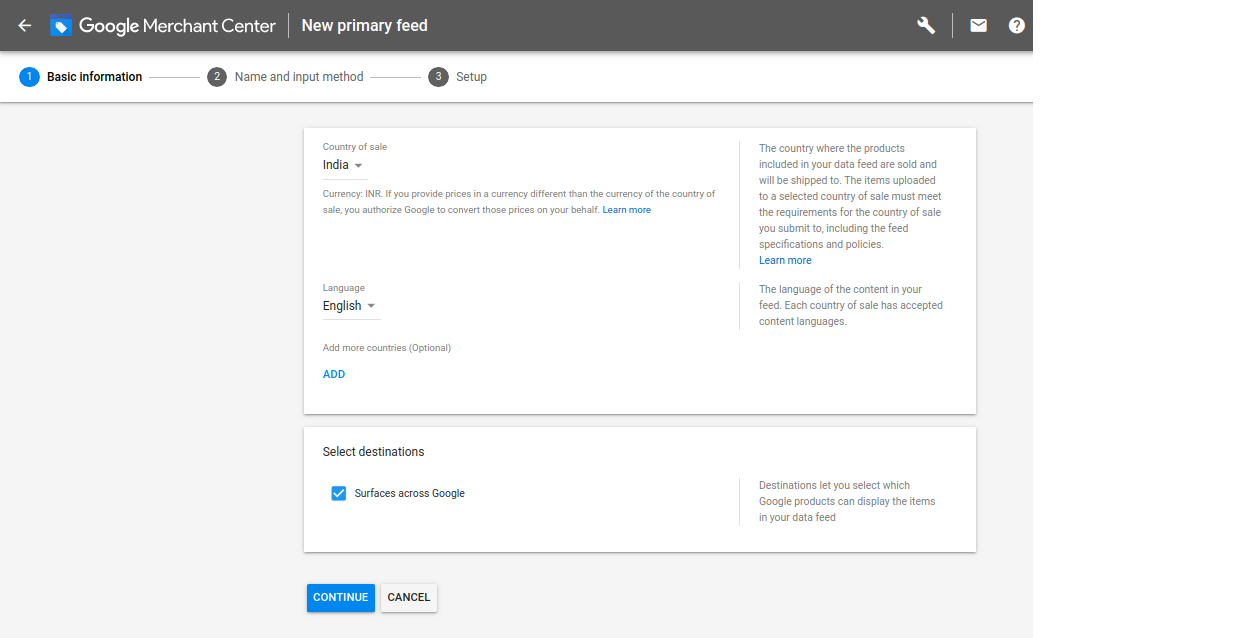 Google Merchant Center
New primary feed
?
1 Basic information
2 Name and input method
3 Setup
Country of sale
India
Currency: INR. If you provide prices in a currency different than the currency of the country of
sale, you authorize Google to convert those prices on your behalf. Learn more
The country where the products
included in your data feed are sold and
will be shipped to. The items uploaded
to a selected country of sale must meet
the requirements for the country of sale
you submit to, including the feed
specifications and policies.
Learn more
Language
English
The language of the content in your
feed. Each country of sale has accepted
content languages.
Add more countries (Optional)
ADD
Select destinations
Surfaces across Google
Destinations let you select which
Google products can display the items
in your data feed
CONTINUE
CANCEL